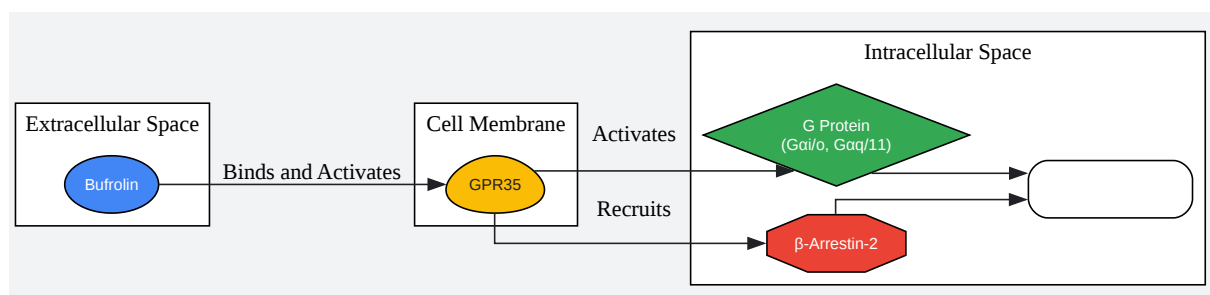 Intracellular Space
Extracellular Space
Bufrolin
Binds and Activates
Cell Membrane
GPR35
Activates
Recruits
G Protein
(Gαi/o, Gαq/11)
β-Arrestin-2